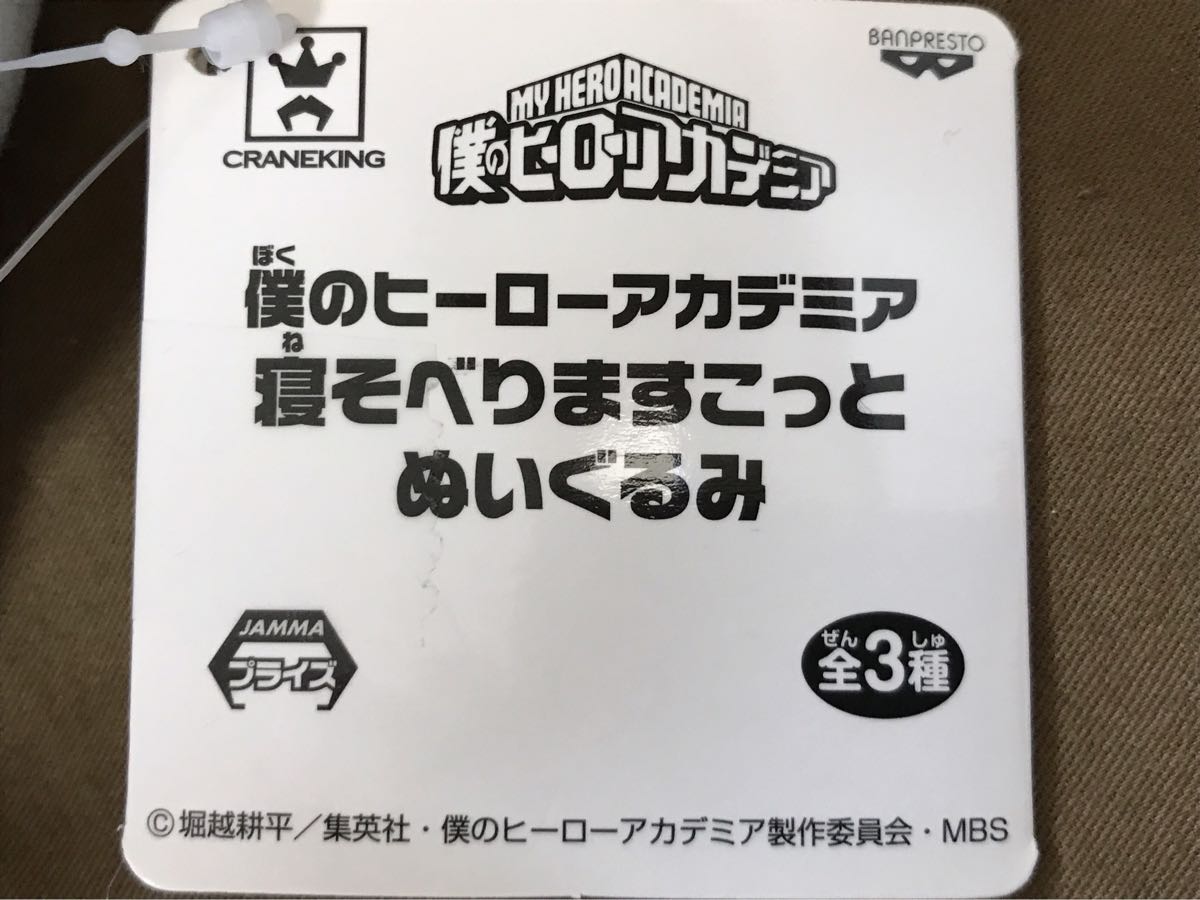 CRANEKING
MY HERO ACADEMIA
僕のヒーローアカデミア
BANPRESTO
ぼく
僕のヒーローアカデミア
ね
寝そべりますこっと
ぬいぐるみ
JAMMA
プライズ
ぜん しゅ
全3種
©堀越耕平／集英社・僕のヒーローアカデミア製作委員会・MBS